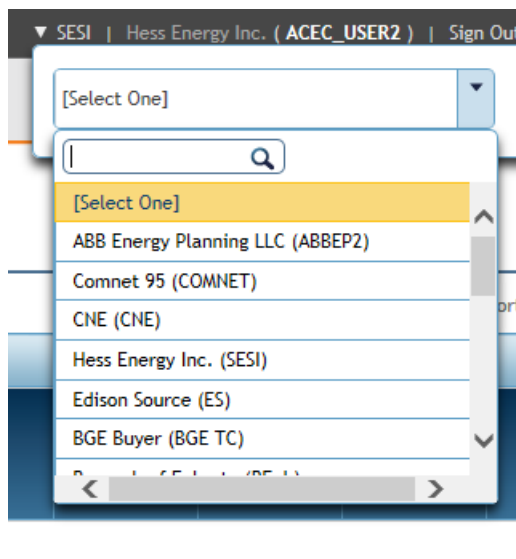 ▼ SESI | Hess Energy Inc. ( ACEC_USER2 ) | Sign Out
[Select One]
[Select One]
ABB Energy Planning LLC (ABBEP2)
Comnet 95 (COMNET)
CNE (CNE)
Hess Energy Inc. (SESI)
Edison Source (ES)
BGE Buyer (BGE TC)